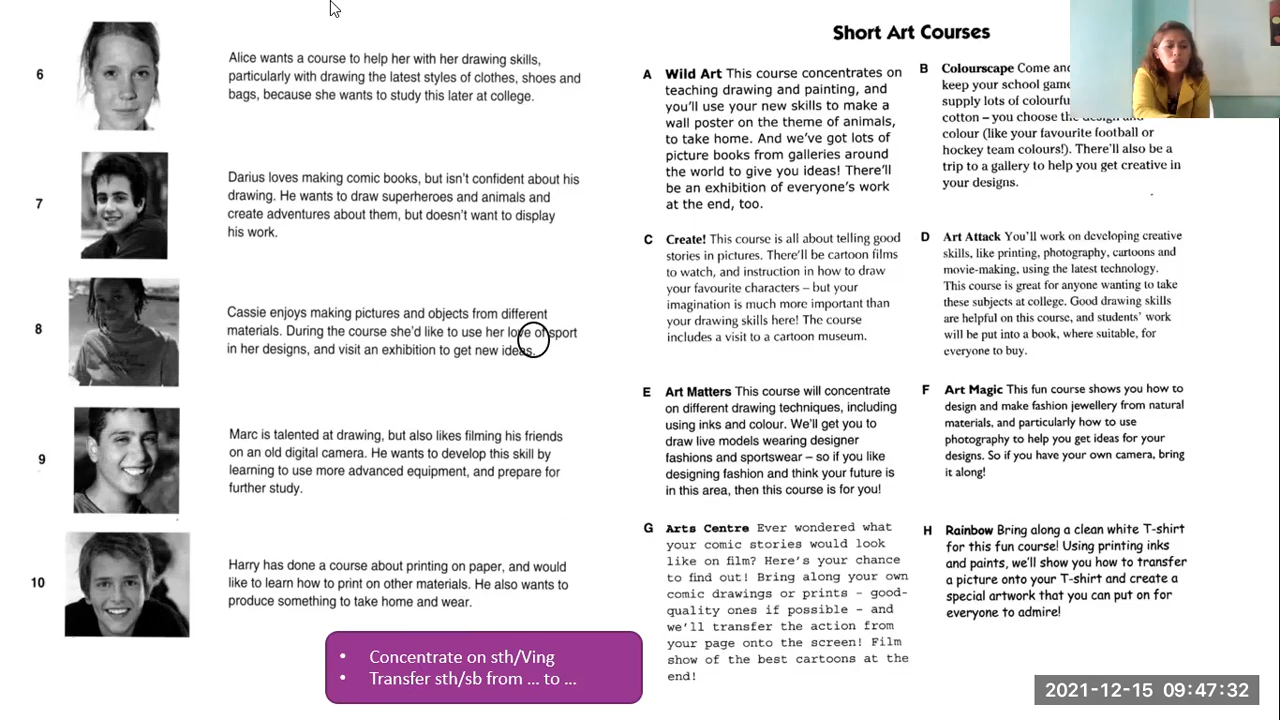 Short Art Courses
6
Alice wants a course to help her with her drawing skills,
particularly with drawing the latest styles of clothes, shoes and
bags, because she wants to study this later at college.
7
Darius loves making comic books, but isn't confident about his
drawing. He wants to draw superheroes and animals and
create adventures about them, but doesn't want to display
his work.
8
Cassie enjoys making pictures and objects from different
materials. During the course she'd like to use her love of sport
in her designs, and visit an exhibition to get new ideas.
9
Marc is talented at drawing, but also likes filming his friends
on an old digital camera. He wants to develop this skill by
learning to use more advanced equipment, and prepare for
further study.
10
Harry has done a course about printing on paper, and would
like to learn how to print on other materials. He also wants to
produce something to take home and wear.
• Concentrate on sth/Ving
• Transfer sth/sb from ... to ...
A Wild Art This course concentrates on
teaching drawing and painting, and
you'll use your new skills to make a
wall poster on the theme of animals,
to take home. And we've got lots of
picture books from galleries around
the world to give you ideas! There'll
be an exhibition of everyone's work
at the end, too.
B Colourscape Come and
keep your school game
supply lots of colourfu
cotton – you choose the design and
colour (like your favourite football or
hockey team colours!). There'll also be a
trip to a gallery to help you get creative in
your designs.
C Create! This course is all about telling good
stories in pictures. There'll be cartoon films
to watch, and instruction in how to draw
your favourite characters – but your
imagination is much more important than
your drawing skills here! The course
includes a visit to a cartoon museum.
D Art Attack You'll work on developing creative
skills, like printing, photography, cartoons and
movie-making, using the latest technology.
This course is great for anyone wanting to take
these subjects at college. Good drawing skills
are helpful on this course, and students' work
will be put into a book, where suitable, for
everyone to buy.
E Art Matters This course will concentrate
on different drawing techniques, including
using inks and colour. We'll get you to
draw live models wearing designer
fashions and sportswear – so if you like
designing fashion and think your future is
in this area, then this course is for you!
F Art Magic This fun course shows you how to
design and make fashion jewellery from natural
materials, and particularly how to use
photography to help you get ideas for your
designs. So if you have your own camera, bring
it along!
G Arts Centre Ever wondered what
your comic stories would look
like on film? Here's your chance
to find out! Bring along your own
comic drawings or prints – good-
quality ones if possible – and
we'll transfer the action from
your page onto the screen! Film
show of the best cartoons at the
end!
H Rainbow Bring along a clean white T-shirt
for this fun course! Using printing inks
and paints, we'll show you how to transfer
a picture onto your T-shirt and create a
special artwork that you can put on for
everyone to admire!
2021-12-15 09:47:32